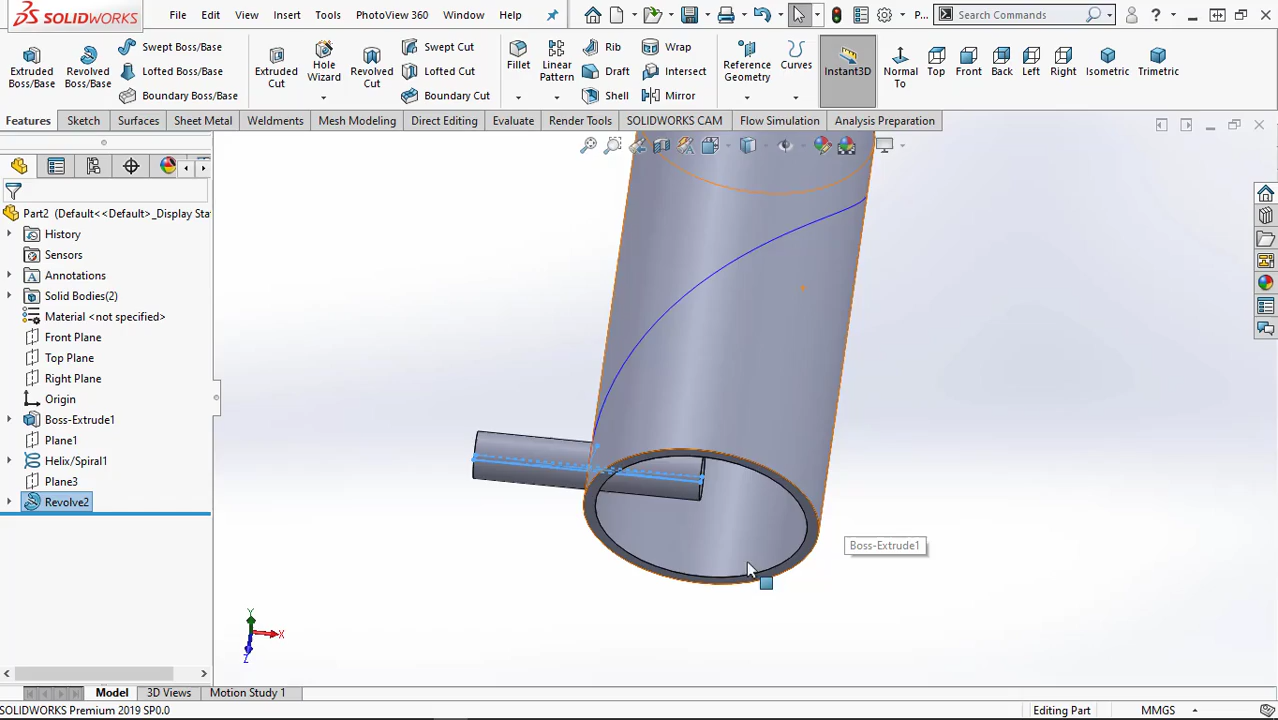 SOLIDWORKS File Edit View Insert Tools PhotoView 360 Window Help P... Search Commands ?
Extruded Boss/Base
Revolved Boss/Base
Swept Boss/Base
Lofted Boss/Base
Boundary Boss/Base
Extruded Cut
Hole Wizard
Revolved Cut
Swept Cut
Lofted Cut
Boundary Cut
Fillet
Linear Pattern
Rib
Draft
Shell
Wrap
Intersect
Mirror
Reference Geometry
Curves
Instant3D
Normal To
Top
Front
Back
Left
Right
Isometric
Trimetric
Features Sketch Surfaces Sheet Metal Weldments Mesh Modeling Direct Editing Evaluate Render Tools SOLIDWORKS CAM Flow Simulation Analysis Preparation
Part2 (Default<<Default>_Display Sta
History
Sensors
Annotations
Solid Bodies(2)
Material <not specified>
Front Plane
Top Plane
Right Plane
Origin
Boss-Extrude1
Plane1
Helix/Spiral1
Plane3
Revolve2
Boss-Extrude1
Y
X
Z
Model 3D Views Motion Study 1
SOLIDWORKS Premium 2019 SP0.0 Editing Part MMGS